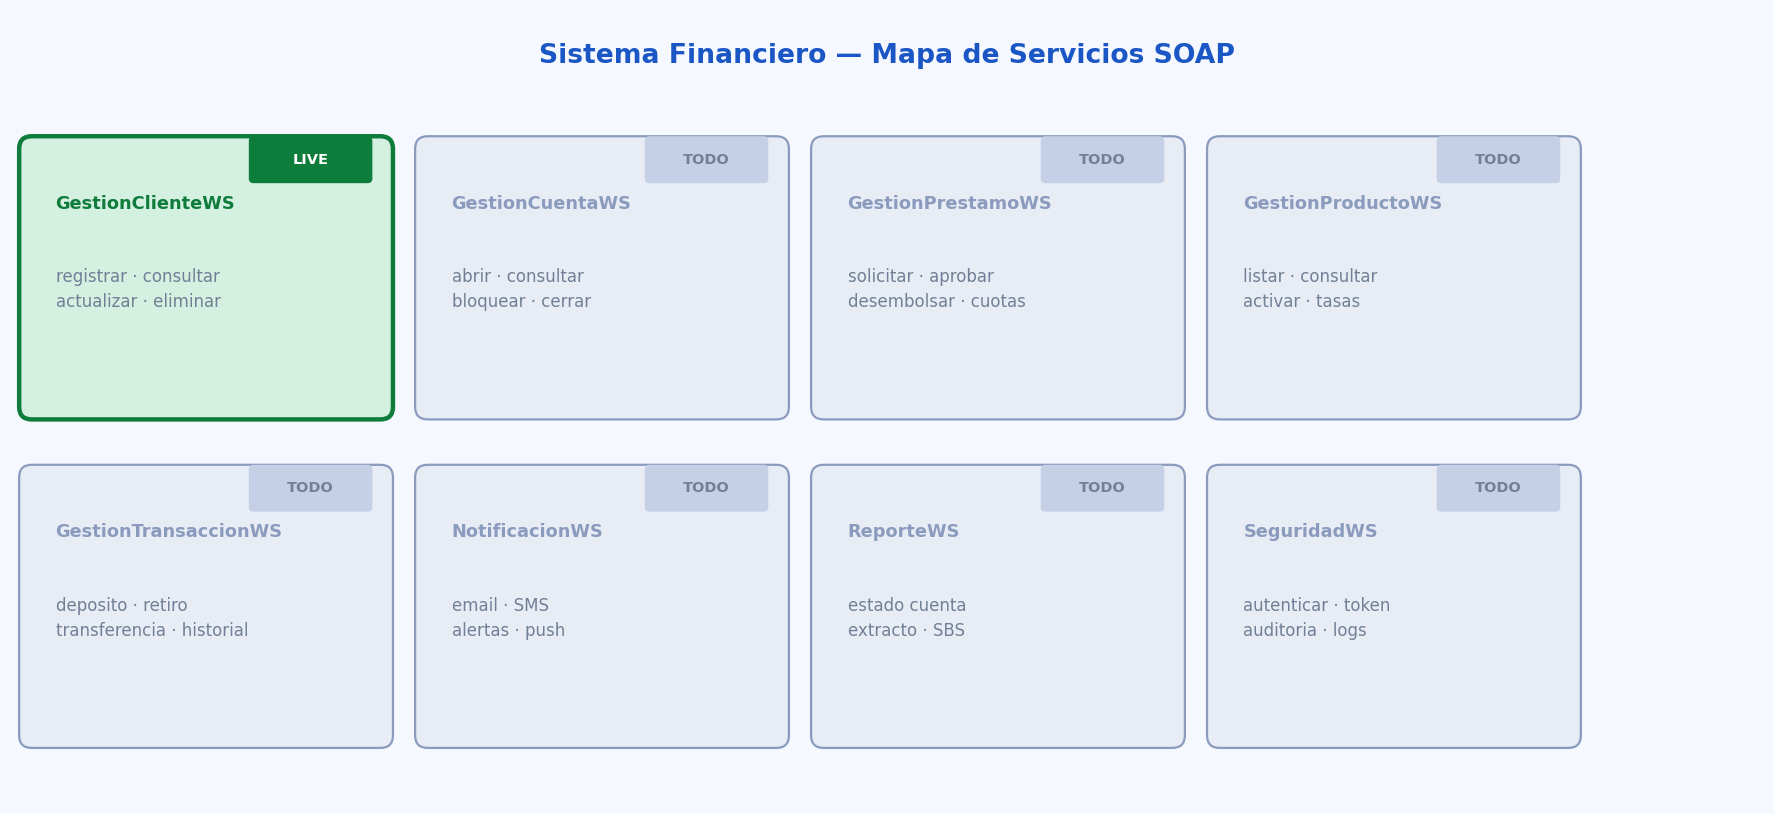 Sistema Financiero — Mapa de Servicios SOAP
LIVE
GestionClienteWS
registrar · consultar
actualizar · eliminar
TODO
GestionCuentaWS
abrir · consultar
bloquear · cerrar
TODO
GestionPrestamoWS
solicitar · aprobar
desembolsar · cuotas
TODO
GestionProductoWS
listar · consultar
activar · tasas
TODO
GestionTransaccionWS
deposito · retiro
transferencia · historial
TODO
NotificacionWS
email · SMS
alertas · push
TODO
ReporteWS
estado cuenta
extracto · SBS
TODO
SeguridadWS
autenticar · token
auditoria · logs